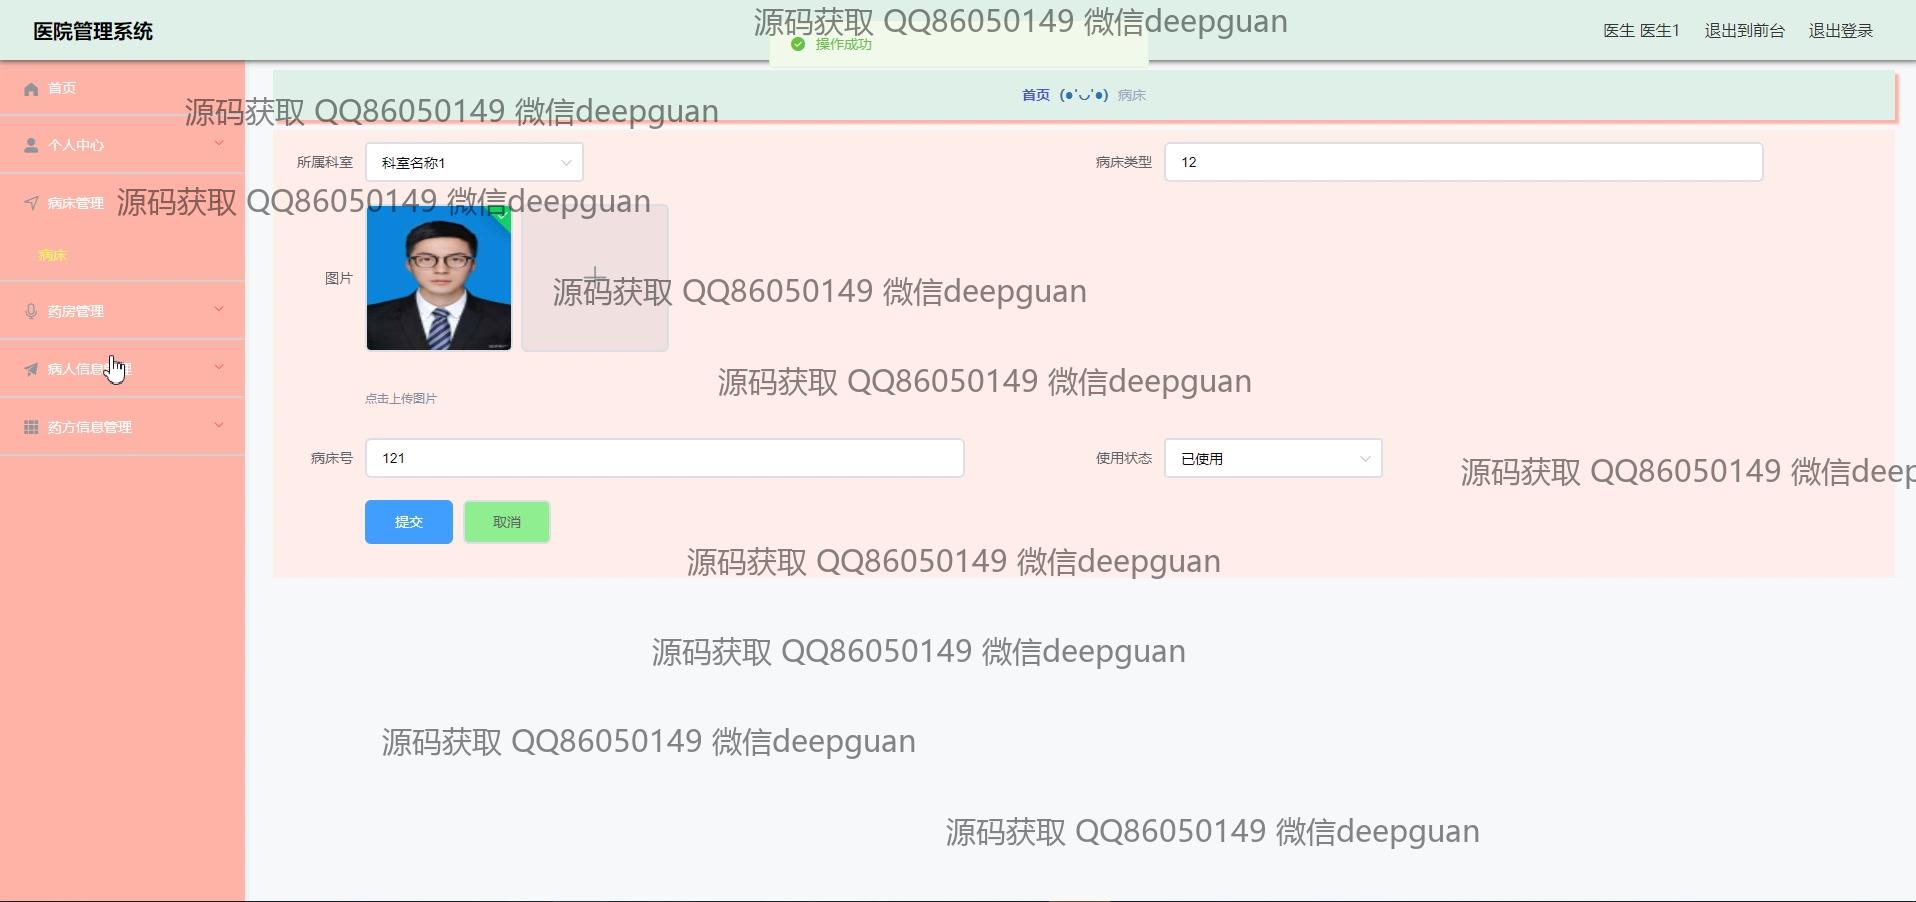 医院管理系统
源码获取 QQ86050149 微信deepguan
操作成功
医生 医生1 退出到前台 退出登录
首页
首页 (●'◡'●) 病床
源码获取 QQ86050149 微信deepguan
个人中心
所属科室 科室名称1
病床类型 12
病床管理
源码获取 QQ86050149 微信deepguan
病床
图片
源码获取 QQ86050149 微信deepguan
药房管理
病人信息管理
源码获取 QQ86050149 微信deepguan
点击上传图片
药方信息管理
病床号 121
使用状态 已使用
源码获取 QQ86050149 微信deep
提交 取消
源码获取 QQ86050149 微信deepguan
源码获取 QQ86050149 微信deepguan
源码获取 QQ86050149 微信deepguan
源码获取 QQ86050149 微信deepguan